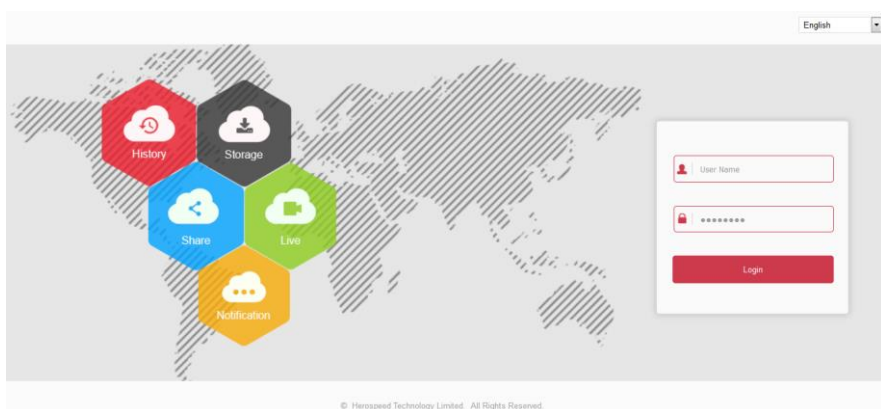 English
History
Storage
Share
Live
Notification
User Name
Login
© Herospeed Technology Limited. All Rights Reserved.